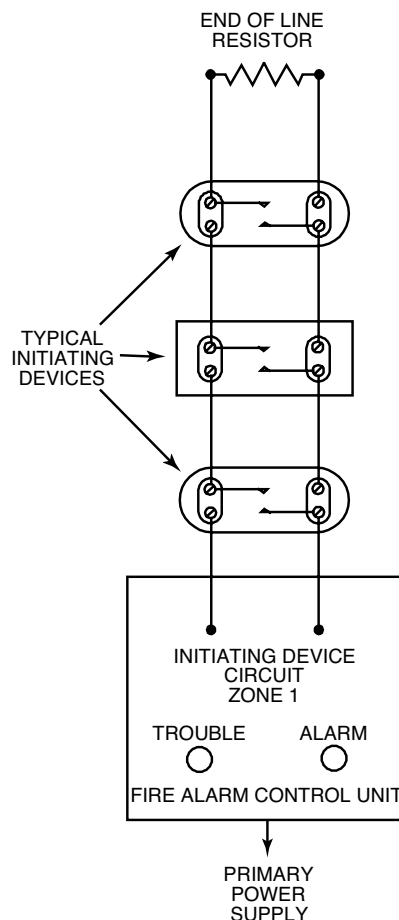 END OF LINE
RESISTOR
TYPICAL
INITIATING
DEVICES
INITIATING DEVICE
CIRCUIT
ZONE 1
TROUBLE ALARM
FIRE ALARM CONTROL UNIT
PRIMARY
POWER
SUPPLY